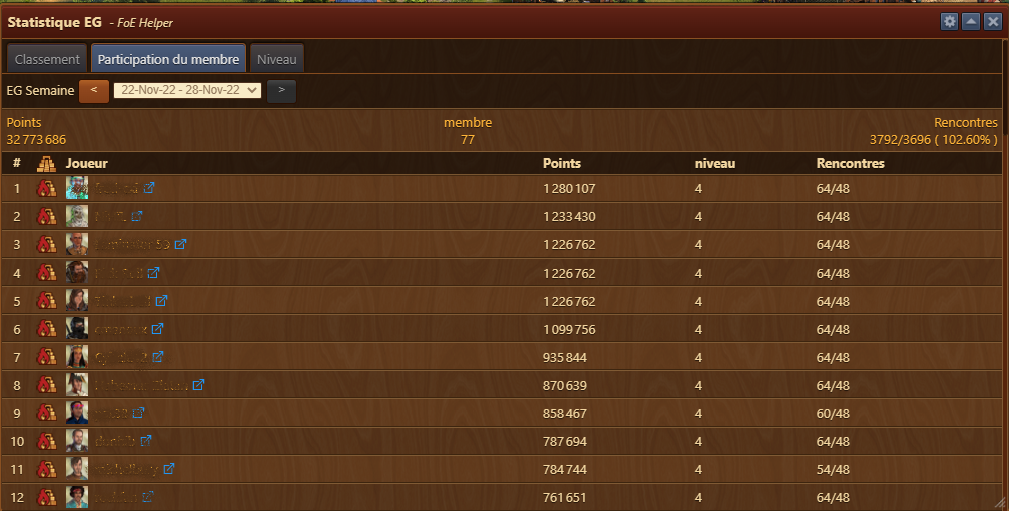 Statistique EG - FoE Helper
Classement Participation du membre Niveau
EG Semaine < 22-Nov-22 - 28-Nov-22 >
Points membre Rencontres
32 773 686 77 3792/3696 ( 102.60% )
# Joueur Points niveau Rencontres
1 1 280 107 4 64/48
2 1 233 430 4 64/48
3 1 226 762 4 64/48
4 1 226 762 4 64/48
5 1 226 762 4 64/48
6 1 099 756 4 64/48
7 935 844 4 64/48
8 870 639 4 64/48
9 858 467 4 60/48
10 787 694 4 64/48
11 784 744 4 54/48
12 761 651 4 64/48